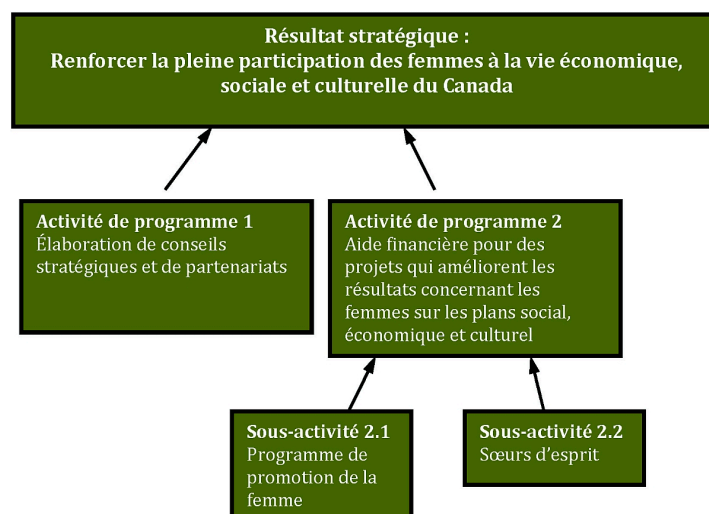 Résultat stratégique :
Renforcer la pleine participation des femmes à la vie économique,
sociale et culturelle du Canada
Activité de programme 1
Élaboration de conseils
stratégiques et de partenariats
Activité de programme 2
Aide financière pour des
projets qui améliorent les
résultats concernant les
femmes sur les plans social,
économique et culturel
Sous-activité 2.1
Programme de
promotion de la
femme
Sous-activité 2.2
Sœurs d’esprit